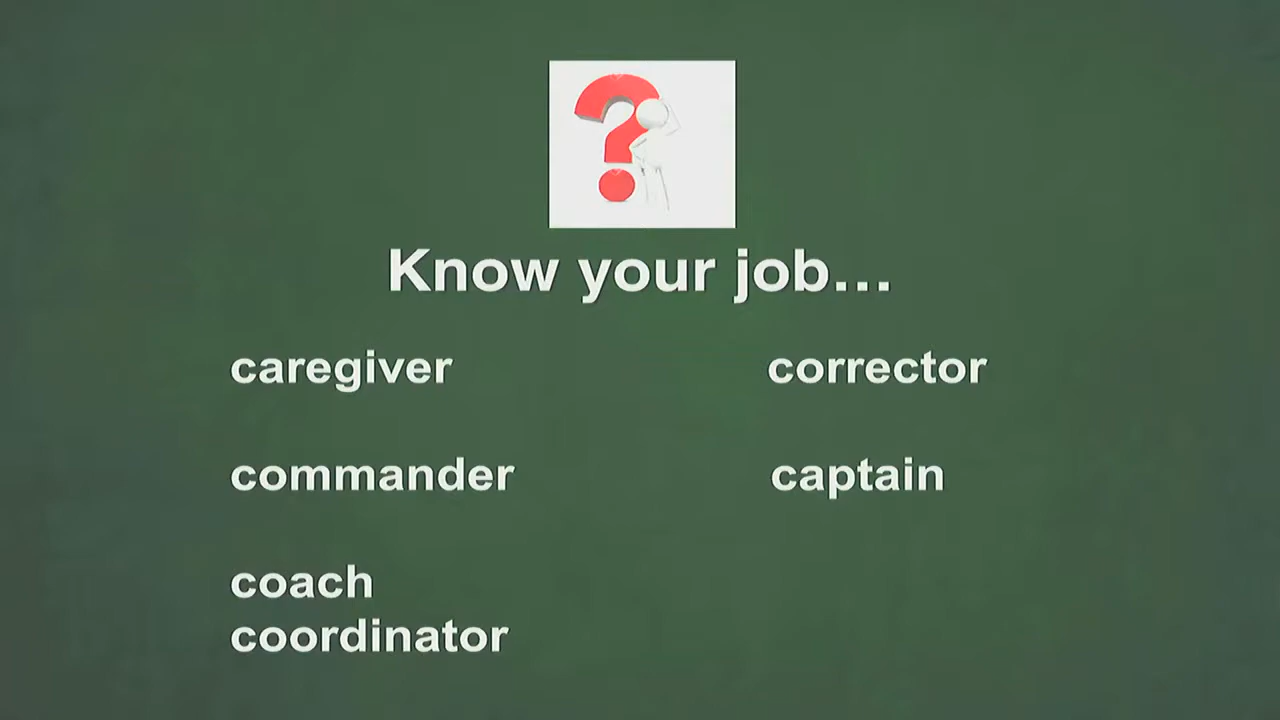 Know your job…
caregiver
corrector
commander
captain
coach
coordinator